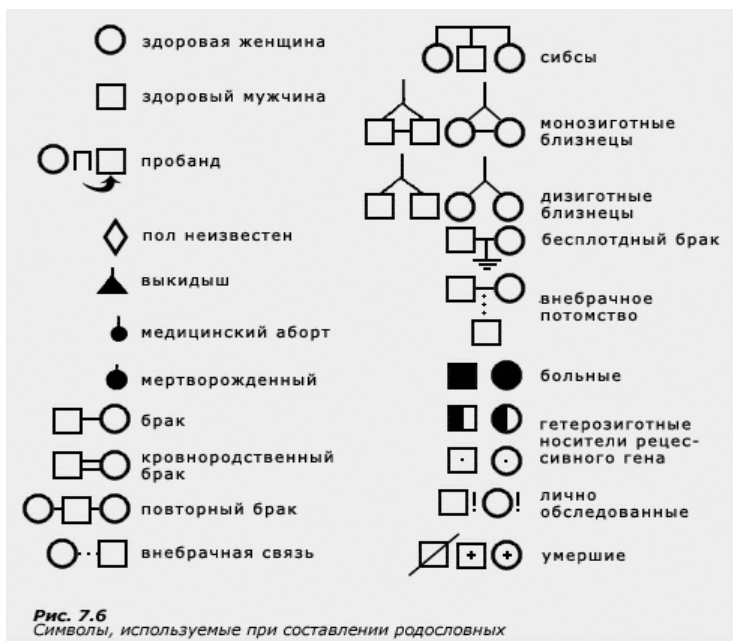 здоровая женщина
здоровый мужчина
П
пробанд
пол неизвестен
выкидыш
медицинский аборт
мертворожденный
брак
кровнородственный
брак
повторный брак
внебрачная связь
сибсы
монозиготные
близнецы
дизиготные
близнецы
бесплотдный брак
внебрачное
потомство
больные
гетерозиготные
носители рецес-
сивного гена
! !
лично
обследованные
умершие
Рис. 7.6
Символы, используемые при составлении родословных